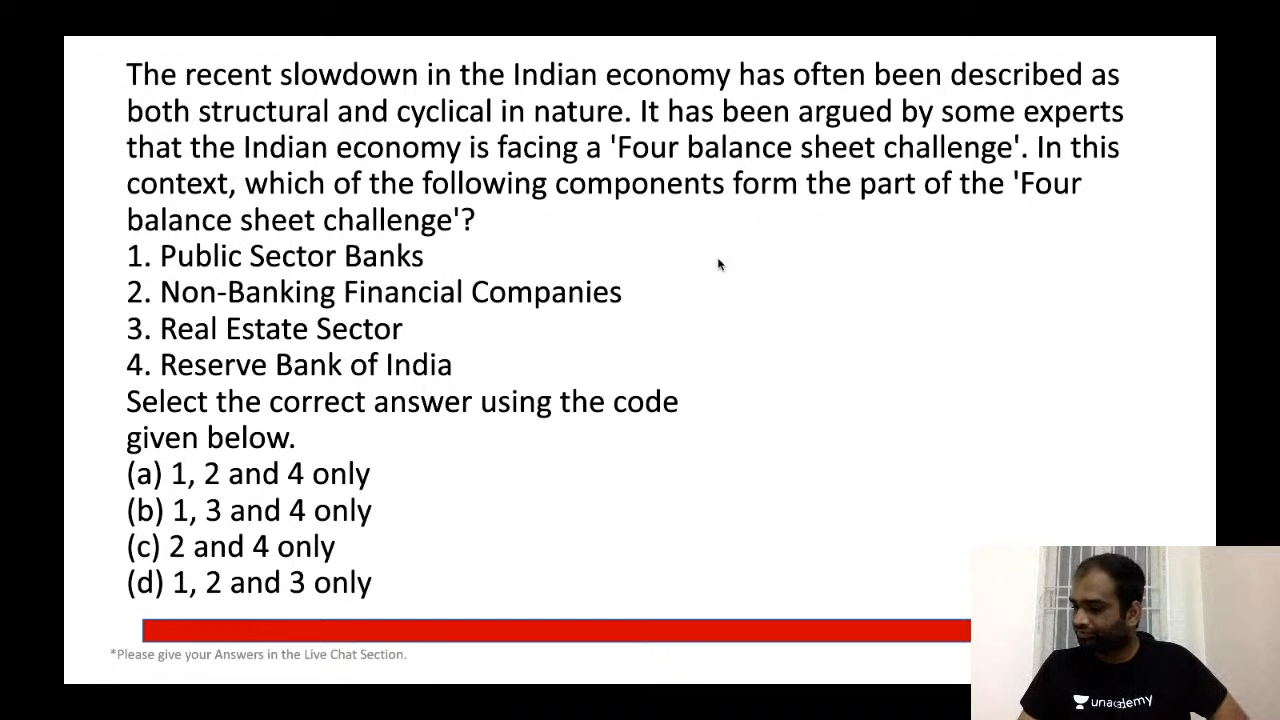 The recent slowdown in the Indian economy has often been described as
both structural and cyclical in nature. It has been argued by some experts
that the Indian economy is facing a 'Four balance sheet challenge'. In this
context, which of the following components form the part of the 'Four
balance sheet challenge'?
1. Public Sector Banks
2. Non-Banking Financial Companies
3. Real Estate Sector
4. Reserve Bank of India
Select the correct answer using the code
given below.
(a) 1, 2 and 4 only
(b) 1, 3 and 4 only
(c) 2 and 4 only
(d) 1, 2 and 3 only
*Please give your Answers in the Live Chat Section.
unacademy